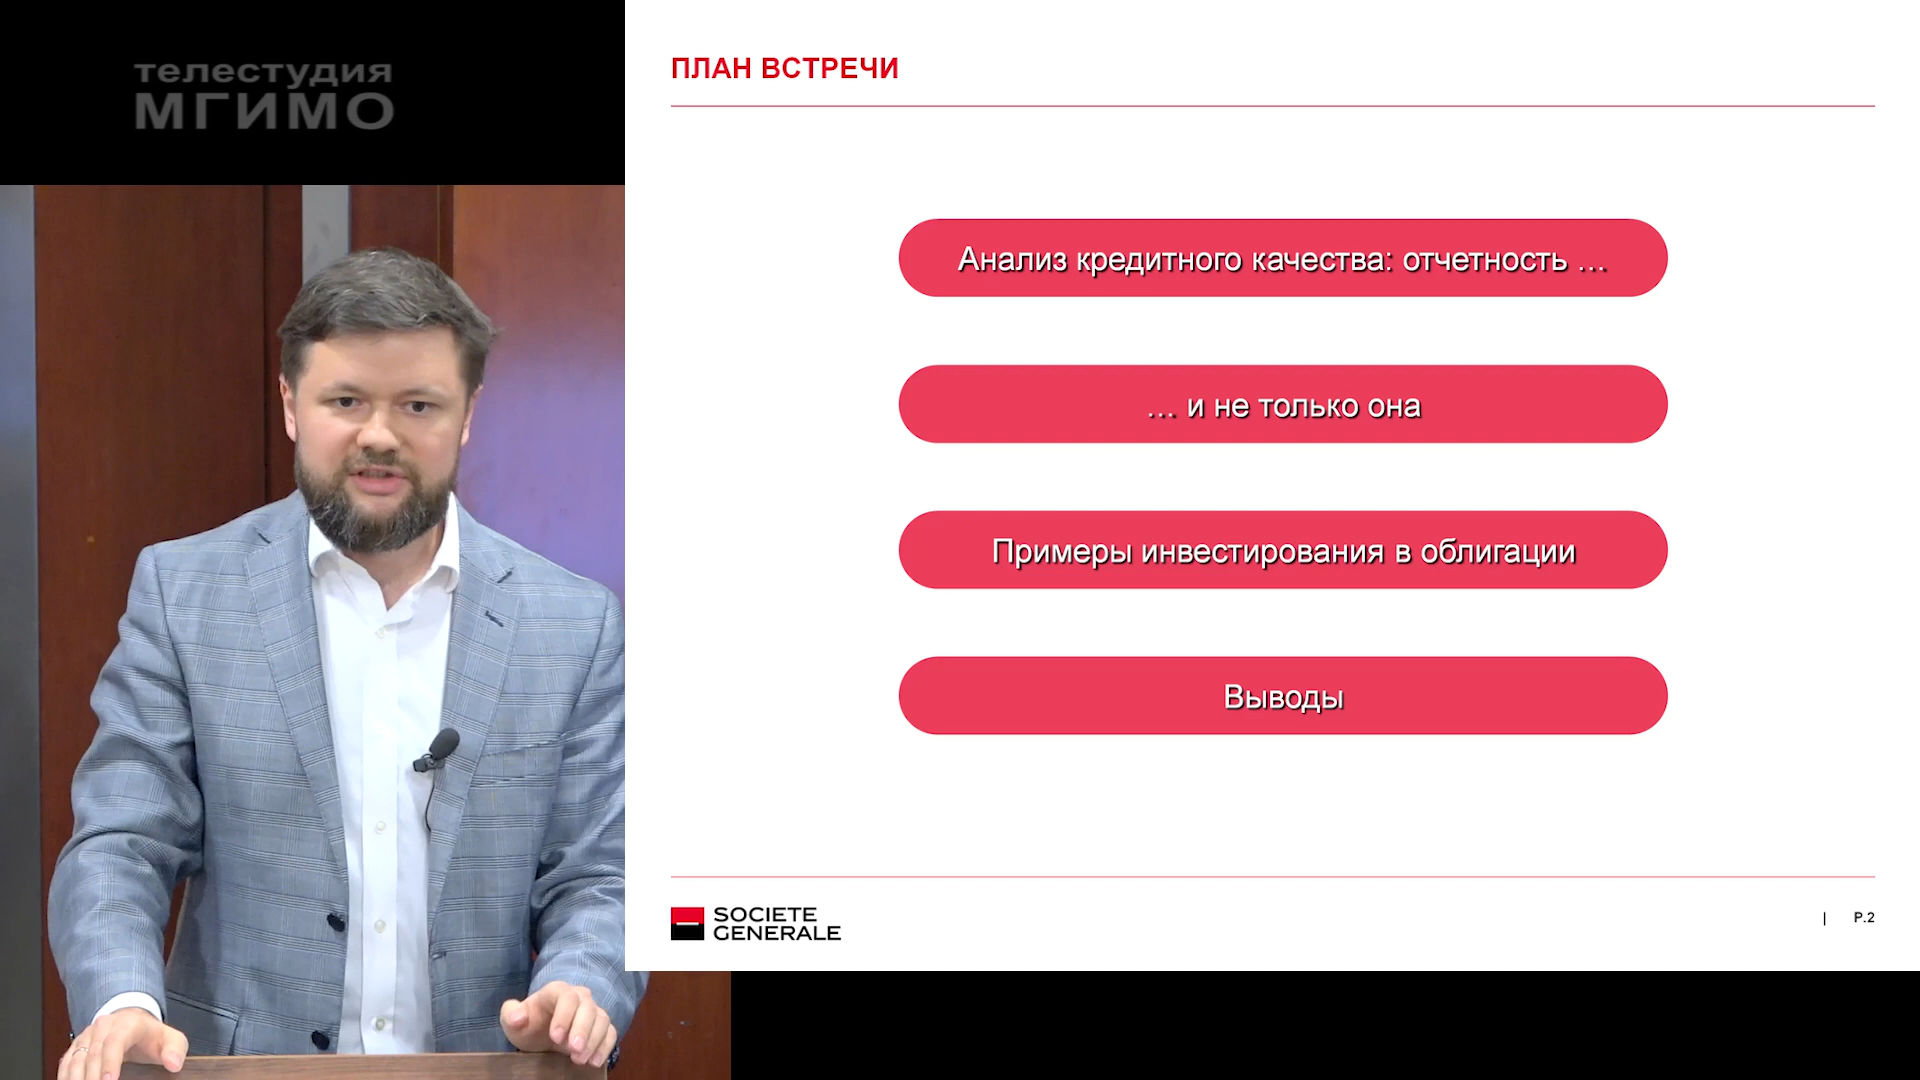 телестудия
МГИМО
ПЛАН ВСТРЕЧИ
Анализ кредитного качества: отчетность ...
... и не только она
Примеры инвестирования в облигации
Выводы
SOCIETE
GENERALE
| P.2